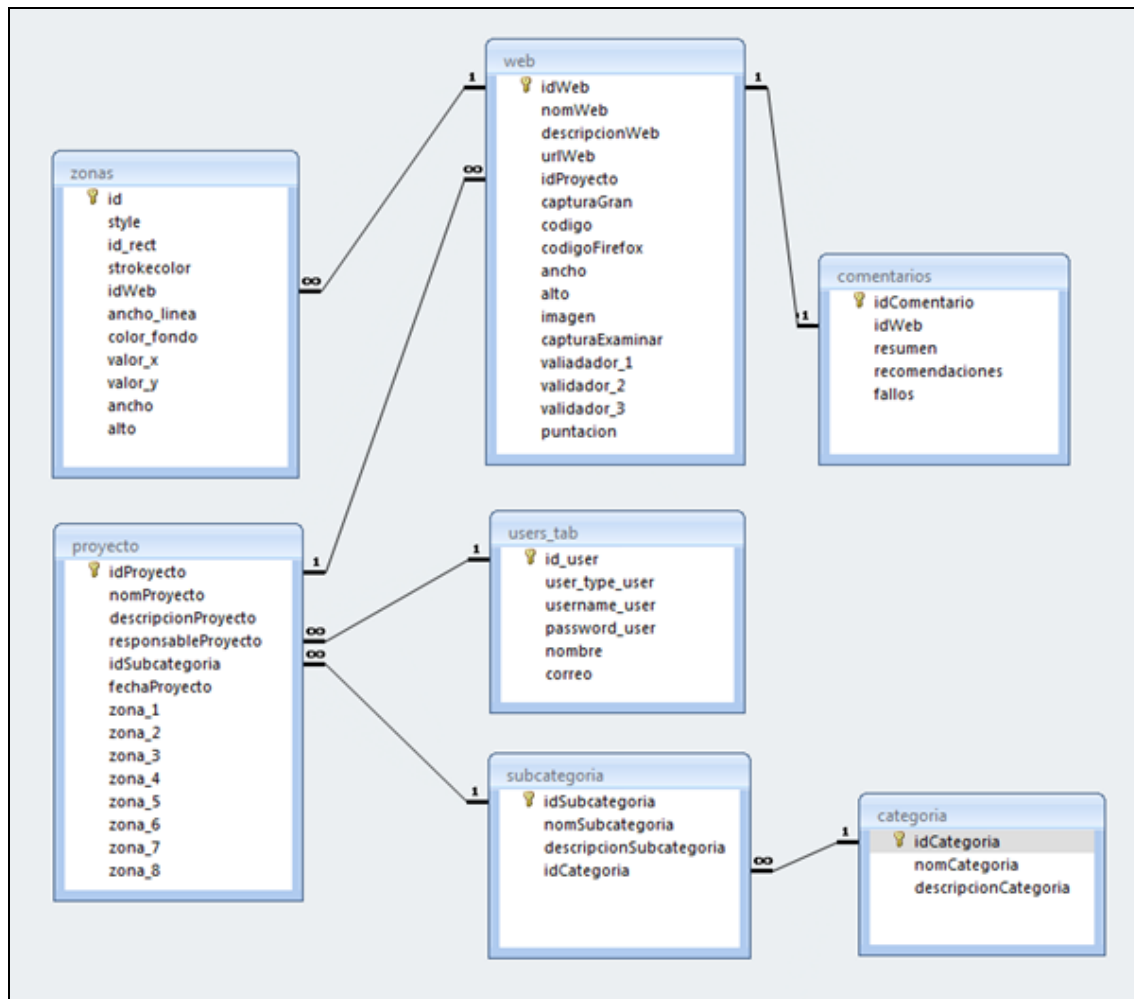 web
idWeb
nomWeb
descripcionWeb
urlWeb
idProyecto
capturaGran
codigo
codigoFirefox
ancho
alto
imagen
capturaExaminar
valiadador_1
validador_2
validador_3
puntacion
1
∞
1
zonas
id
style
id_rect
strokecolor
idWeb
ancho_linea
color_fondo
valor_x
valor_y
ancho
alto
∞
comentarios
idComentario
idWeb
resumen
recomendaciones
fallos
1
proyecto
idProyecto
nomProyecto
descripcionProyecto
responsableProyecto
idSubcategoria
fechaProyecto
zona_1
zona_2
zona_3
zona_4
zona_5
zona_6
zona_7
zona_8
1
∞
∞
users_tab
id_user
user_type_user
username_user
password_user
nombre
correo
1
subcategoria
idSubcategoria
nomSubcategoria
descripcionSubcategoria
idCategoria
1
∞
categoria
idCategoria
nomCategoria
descripcionCategoria
1